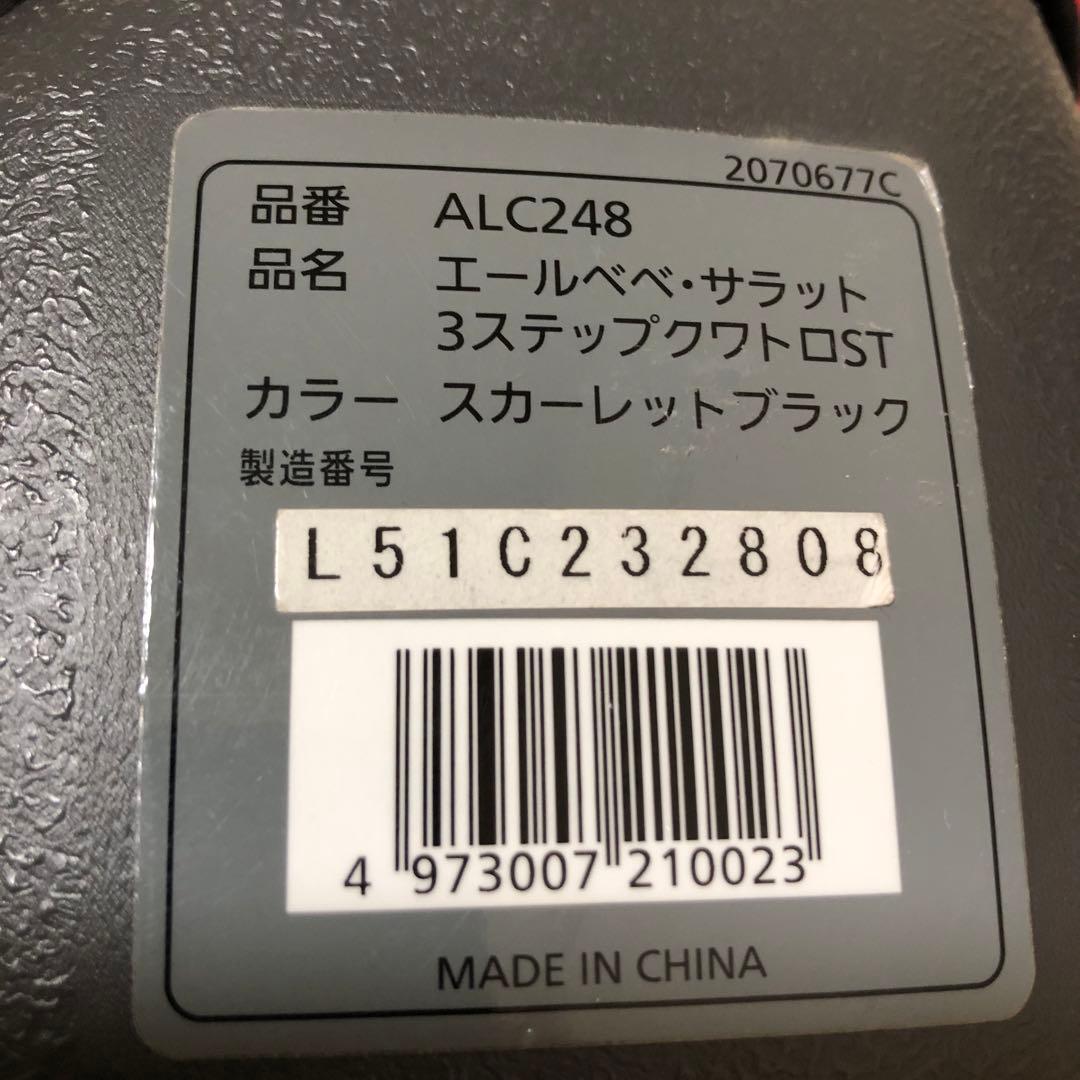 2070677C
品番 ALC248
品名 エールベベ・サラット
3ステップクワトロST
カラー スカーレットブラック
製造番号
L51C232808
4 973007 210023
MADE IN CHINA